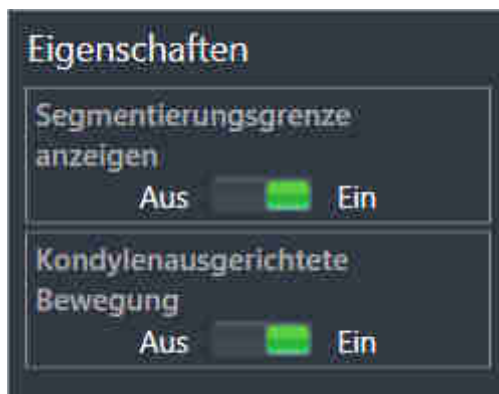 Eigenschaften
Segmentierungsgrenze
anzeigen
Aus Ein
Kondylenausgerichtete
Bewegung
Aus Ein